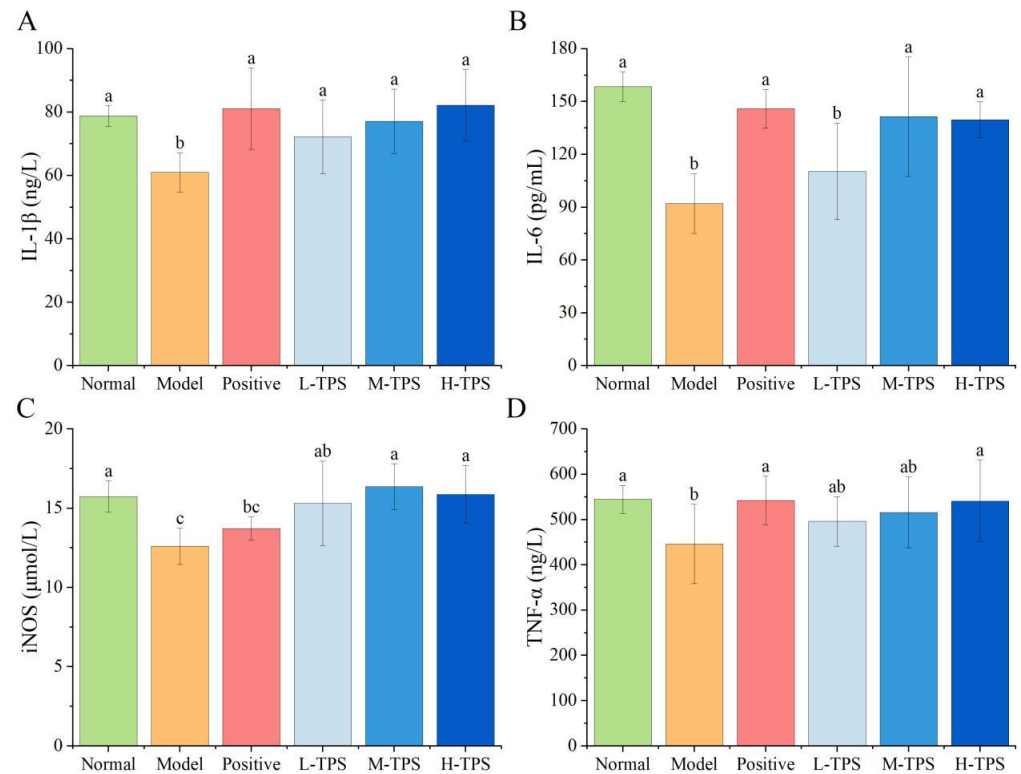 A
IL-1β (ng/L)
100
80
60
40
20
0
a
b
a
a
a
a
Normal Model Positive L-TPS M-TPS H-TPS
B
IL-6 (pg/mL)
180
150
120
90
60
30
0
a
b
a
b
a
a
Normal Model Positive L-TPS M-TPS H-TPS
C
iNOS (μmol/L)
20
15
10
5
0
a
c
bc
ab
a
a
Normal Model Positive L-TPS M-TPS H-TPS
D
TNF-α (ng/L)
700
600
500
400
300
200
100
0
a
b
a
ab
ab
a
Normal Model Positive L-TPS M-TPS H-TPS